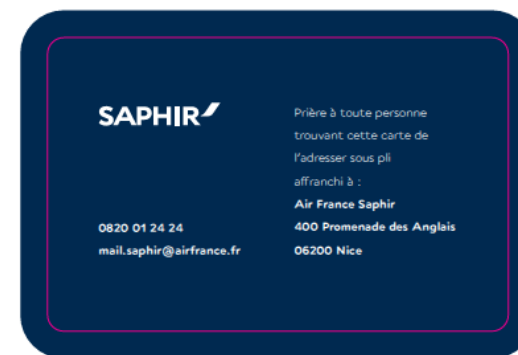 SAPHIR
0820 01 24 24
mail.saphir@airfrance.fr
Prière à toute personne
trouvant cette carte de
l'adresser sous pli
affranchi à :
Air France Saphir
400 Promenade des Anglais
06200 Nice